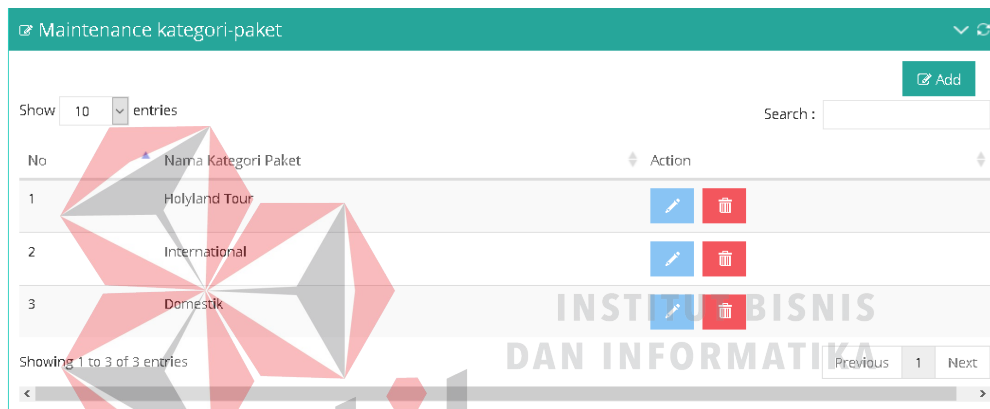 Maintenance kategori-paket
Add
Show 10 entries
Search :
No Nama Kategori Paket Action
1 Holyland Tour
2 International
3 Domestik
INSTITUT BISNIS
DAN INFORMATIKA
Showing 1 to 3 of 3 entries
Previous 1 Next